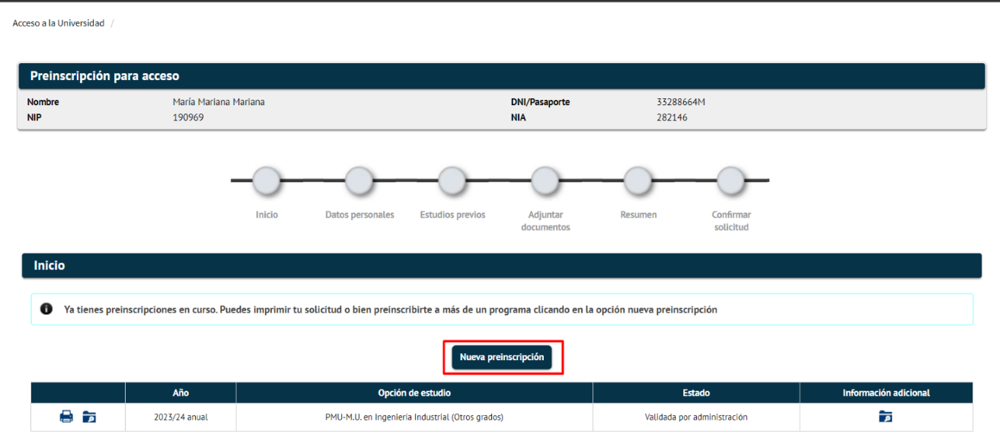 Acceso a la Universidad /
Preinscripción para acceso
Nombre María Mariana Mariana DNI/Pasaporte 33288664M
NIP 190969 NIA 282146
Inicio Datos personales Estudios previos Adjuntar documentos Resumen Confirmar solicitud
Inicio
Ya tienes preinscripciones en curso. Puedes imprimir tu solicitud o bien preinscribirte a más de un programa clicando en la opción nueva preinscripción
Nueva preinscripción
Año Opción de estudio Estado Información adicional
2023/24 anual PMU-M.U. en Ingeniería Industrial (Otros grados) Validada por administración